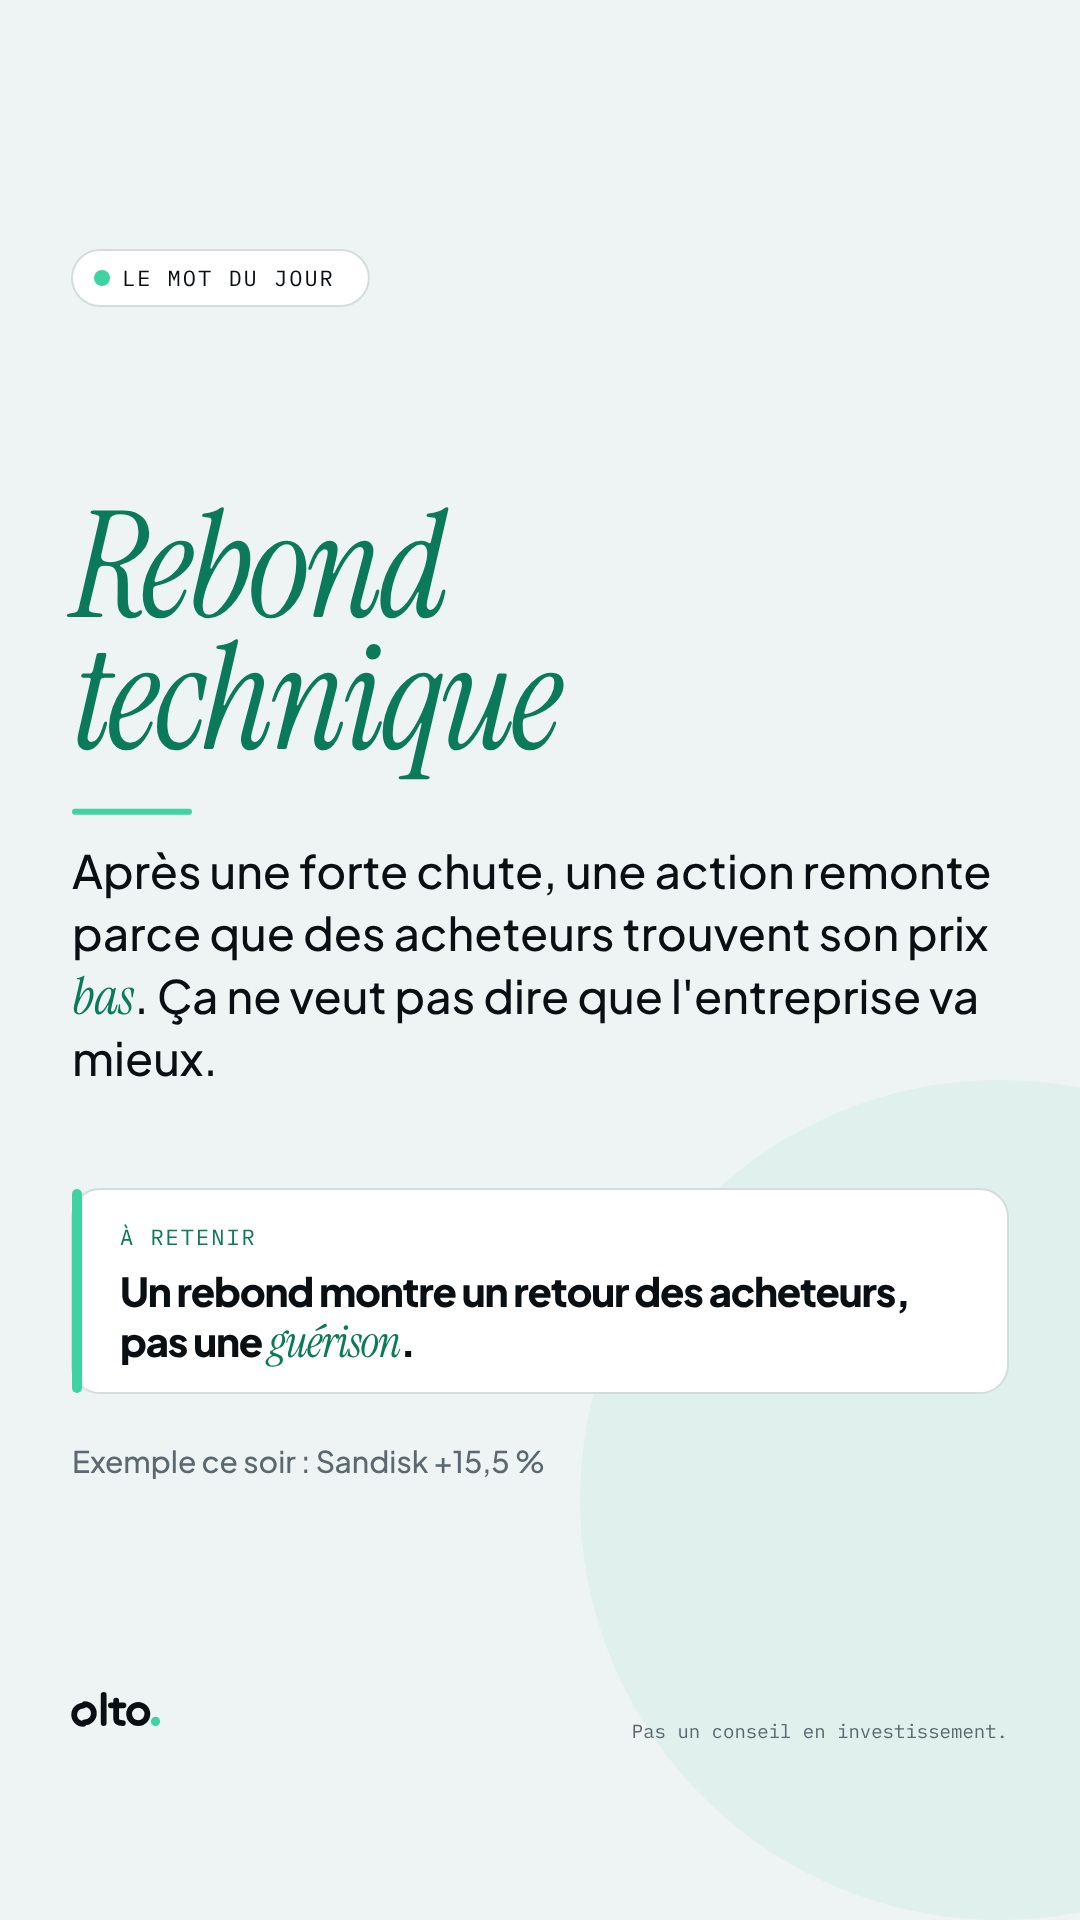 LE MOT DU JOUR
Rebond
technique
Après une forte chute, une action remonte
parce que des acheteurs trouvent son prix
bas. Ça ne veut pas dire que l'entreprise va
mieux.
À RETENIR
Un rebond montre un retour des acheteurs,
pas une guérison.
Exemple ce soir : Sandisk +15,5 %
olto.
Pas un conseil en investissement.